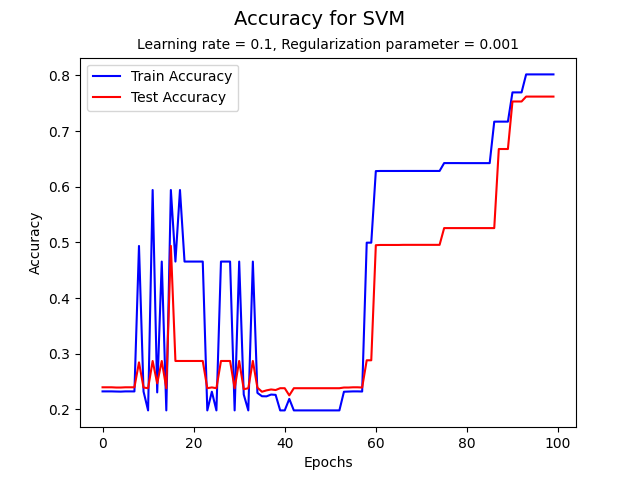 Accuracy for SVM
Learning rate = 0.1, Regularization parameter = 0.001
Train Accuracy
Test Accuracy
0.8
0.7
0.6
0.5
0.4
0.3
0.2
Accuracy
0 20 40 60 80 100
Epochs